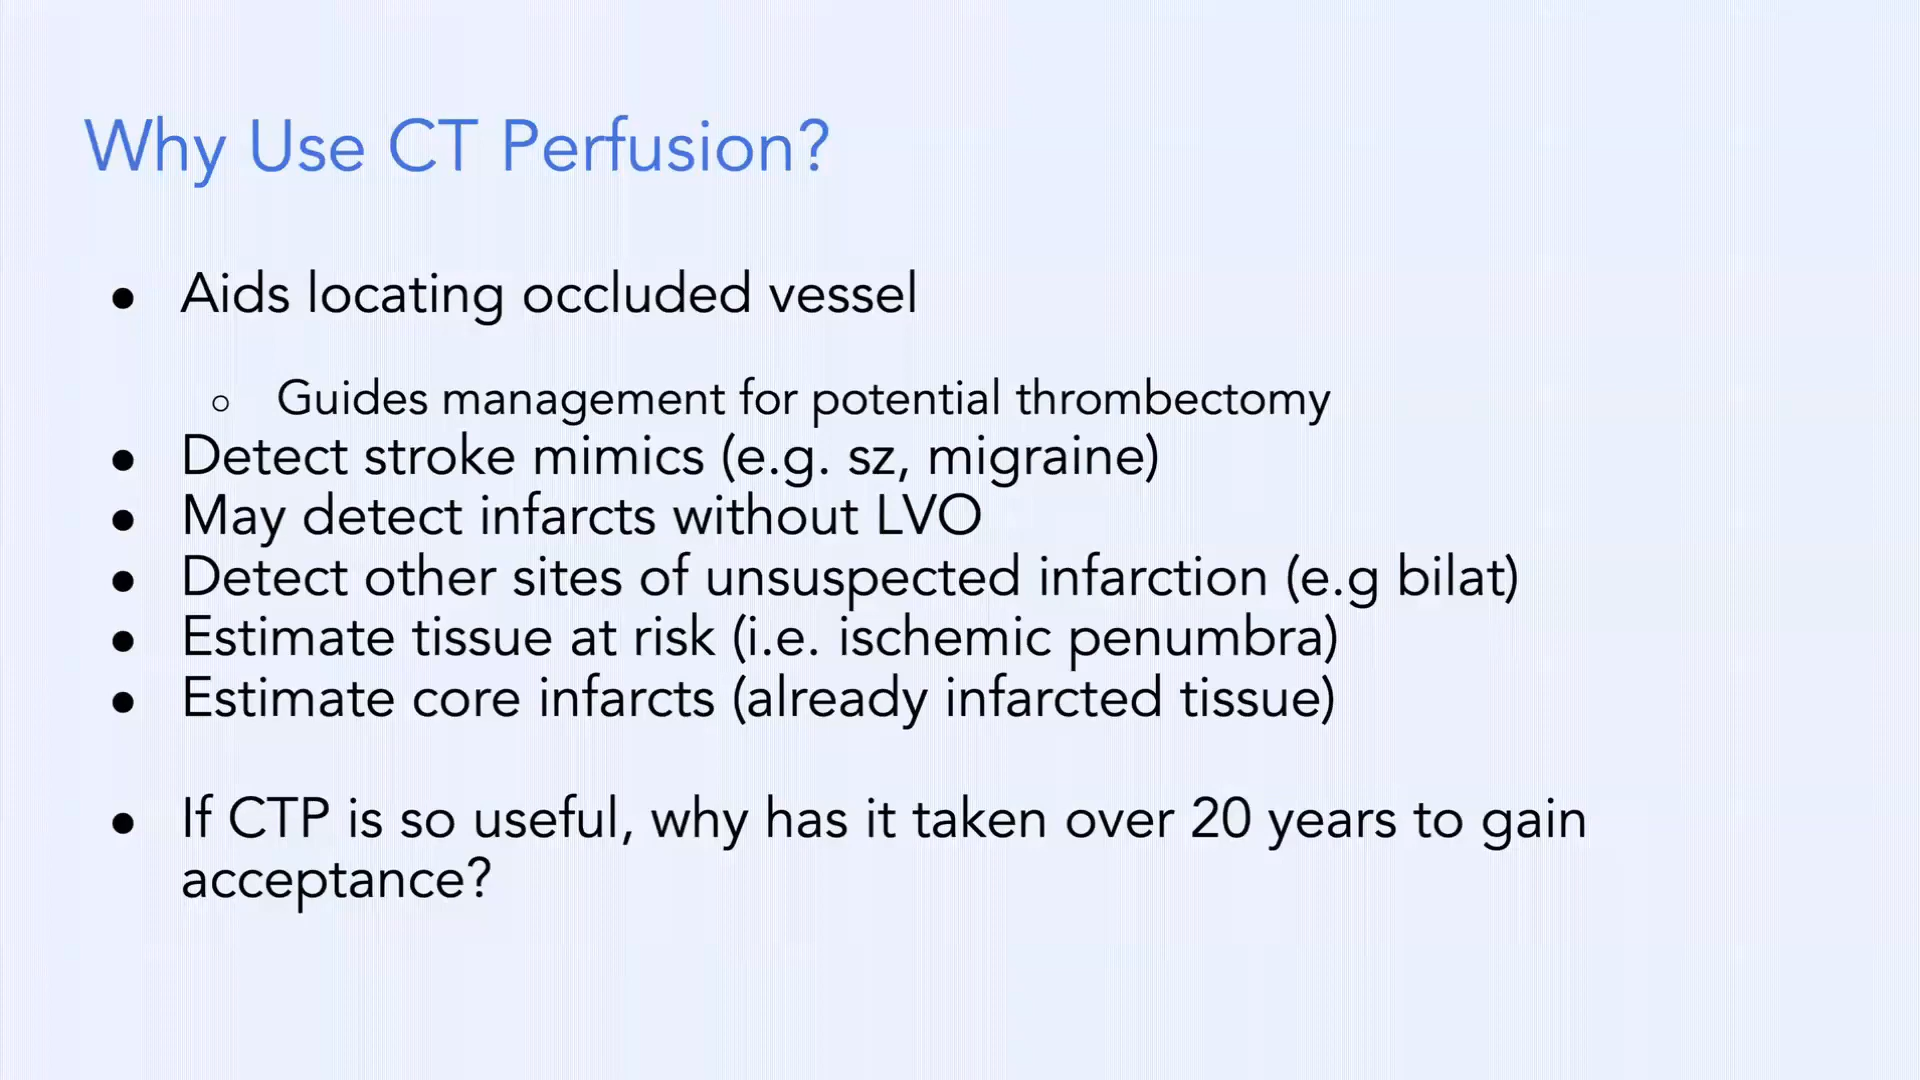 Why Use CT Perfusion?
● Aids locating occluded vessel
○ Guides management for potential thrombectomy
● Detect stroke mimics (e.g. sz, migraine)
● May detect infarcts without LVO
● Detect other sites of unsuspected infarction (e.g bilat)
● Estimate tissue at risk (i.e. ischemic penumbra)
● Estimate core infarcts (already infarcted tissue)
● If CTP is so useful, why has it taken over 20 years to gain
acceptance?